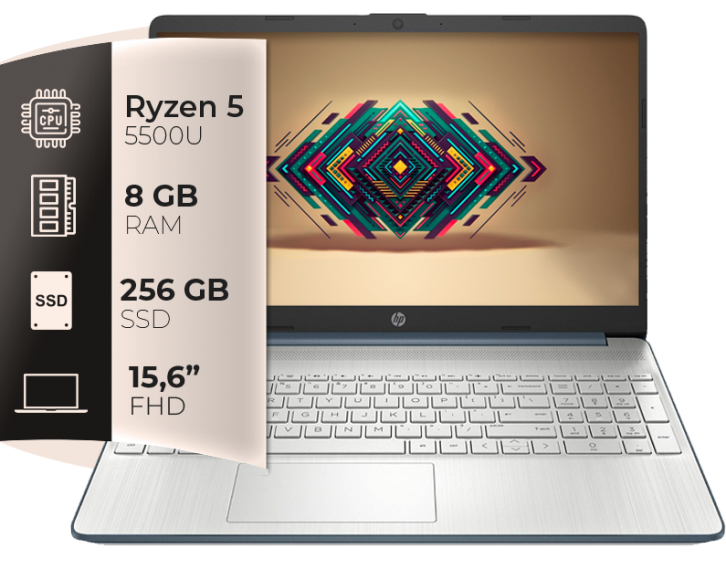 CPU
Ryzen 5
5500U
8 GB
RAM
SSD
256 GB
SSD
15,6”
FHD
hp